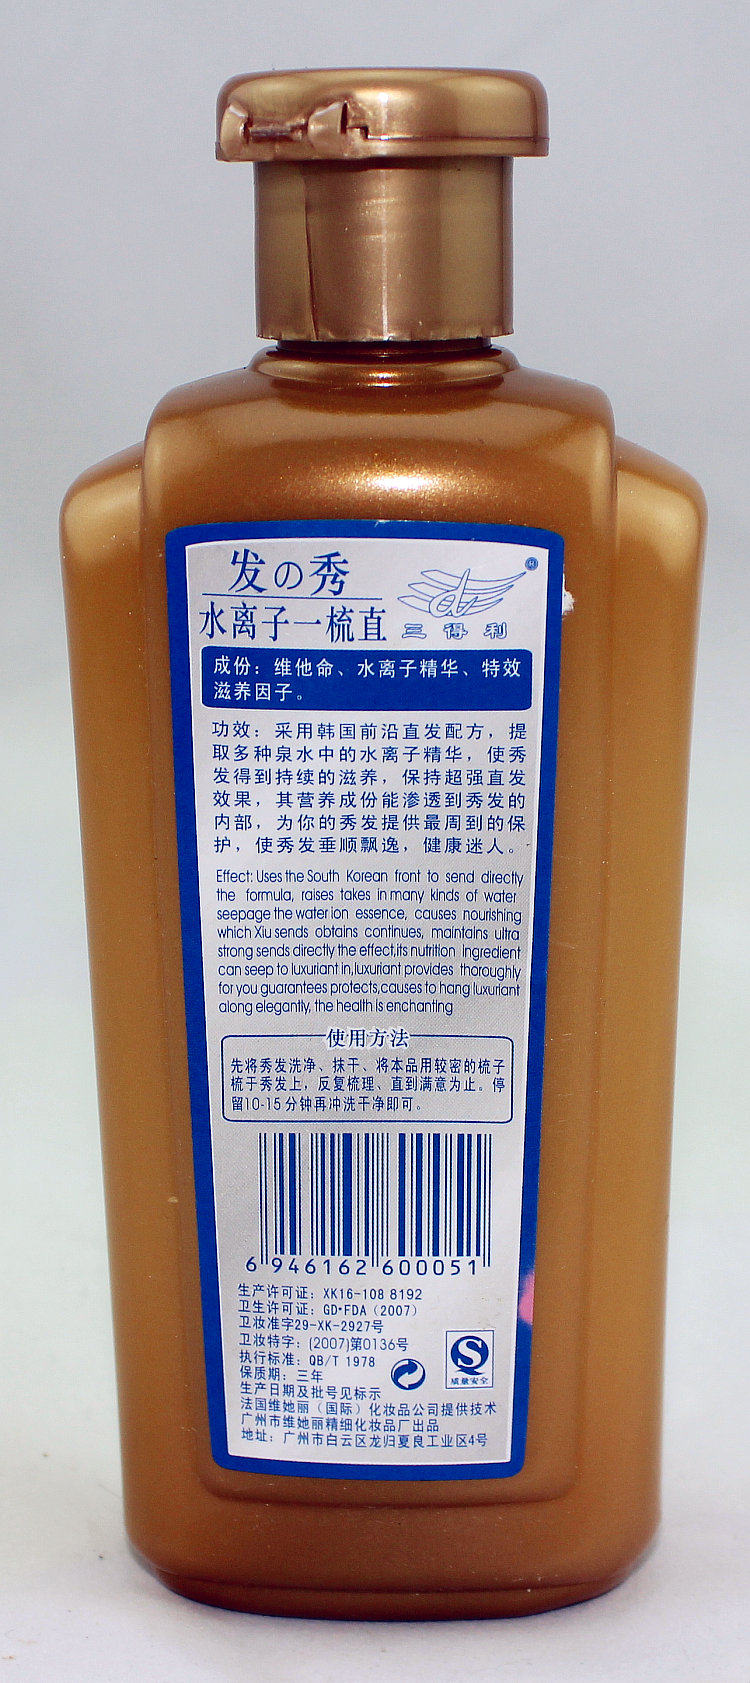 发の秀
水离子一梳直
®
三得利
成份：维他命、水离子精华、特效
滋养因子。
功效：采用韩国前沿直发配方，提
取多种泉水中的水离子精华，使秀
发得到持续的滋养，保持超强直发
效果，其营养成份能渗透到秀发的
内部，为你的秀发提供最周到的保
护，使秀发垂顺飘逸，健康迷人。
Effect: Uses the South Korean front to send directly
the formula, raises takes in many kinds of water
seepage the water ion essence, causes nourishing
which Xiu sends obtains continues, maintains ultra
strong sends directly the effect,its nutrition Ingredient
can seep to luxuriant in,luxuriant provides thoroughly
for you guarantees protects,causes to hang luxuriant
along elegantly, the health is enchanting
使用方法
先将秀发洗净、抹干、将本品用较密的梳子
梳于秀发上，反复梳理、直到满意为止。停
留10-15分钟再冲洗干净即可。
6 946162 600051
生产许可证：XK16-108 8192
卫生许可证：GD·FDA（2007）
卫妆准字29-XK-2927号
卫妆特字：(2007)第0136号
执行标准：QB/T 1978
保质期：三年
生产日期及批号见标示
质量安全
法国维她丽（国际）化妆品公司提供技术
广州市维她丽精细化妆品厂出品
地址：广州市白云区龙归夏良工业区4号